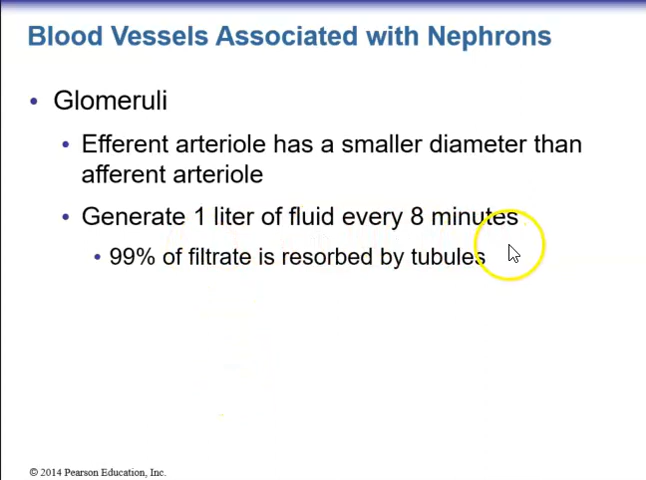 Blood Vessels Associated with Nephrons
• Glomeruli
• Efferent arteriole has a smaller diameter than
afferent arteriole
• Generate 1 liter of fluid every 8 minutes
• 99% of filtrate is resorbed by tubules
© 2014 Pearson Education, Inc.